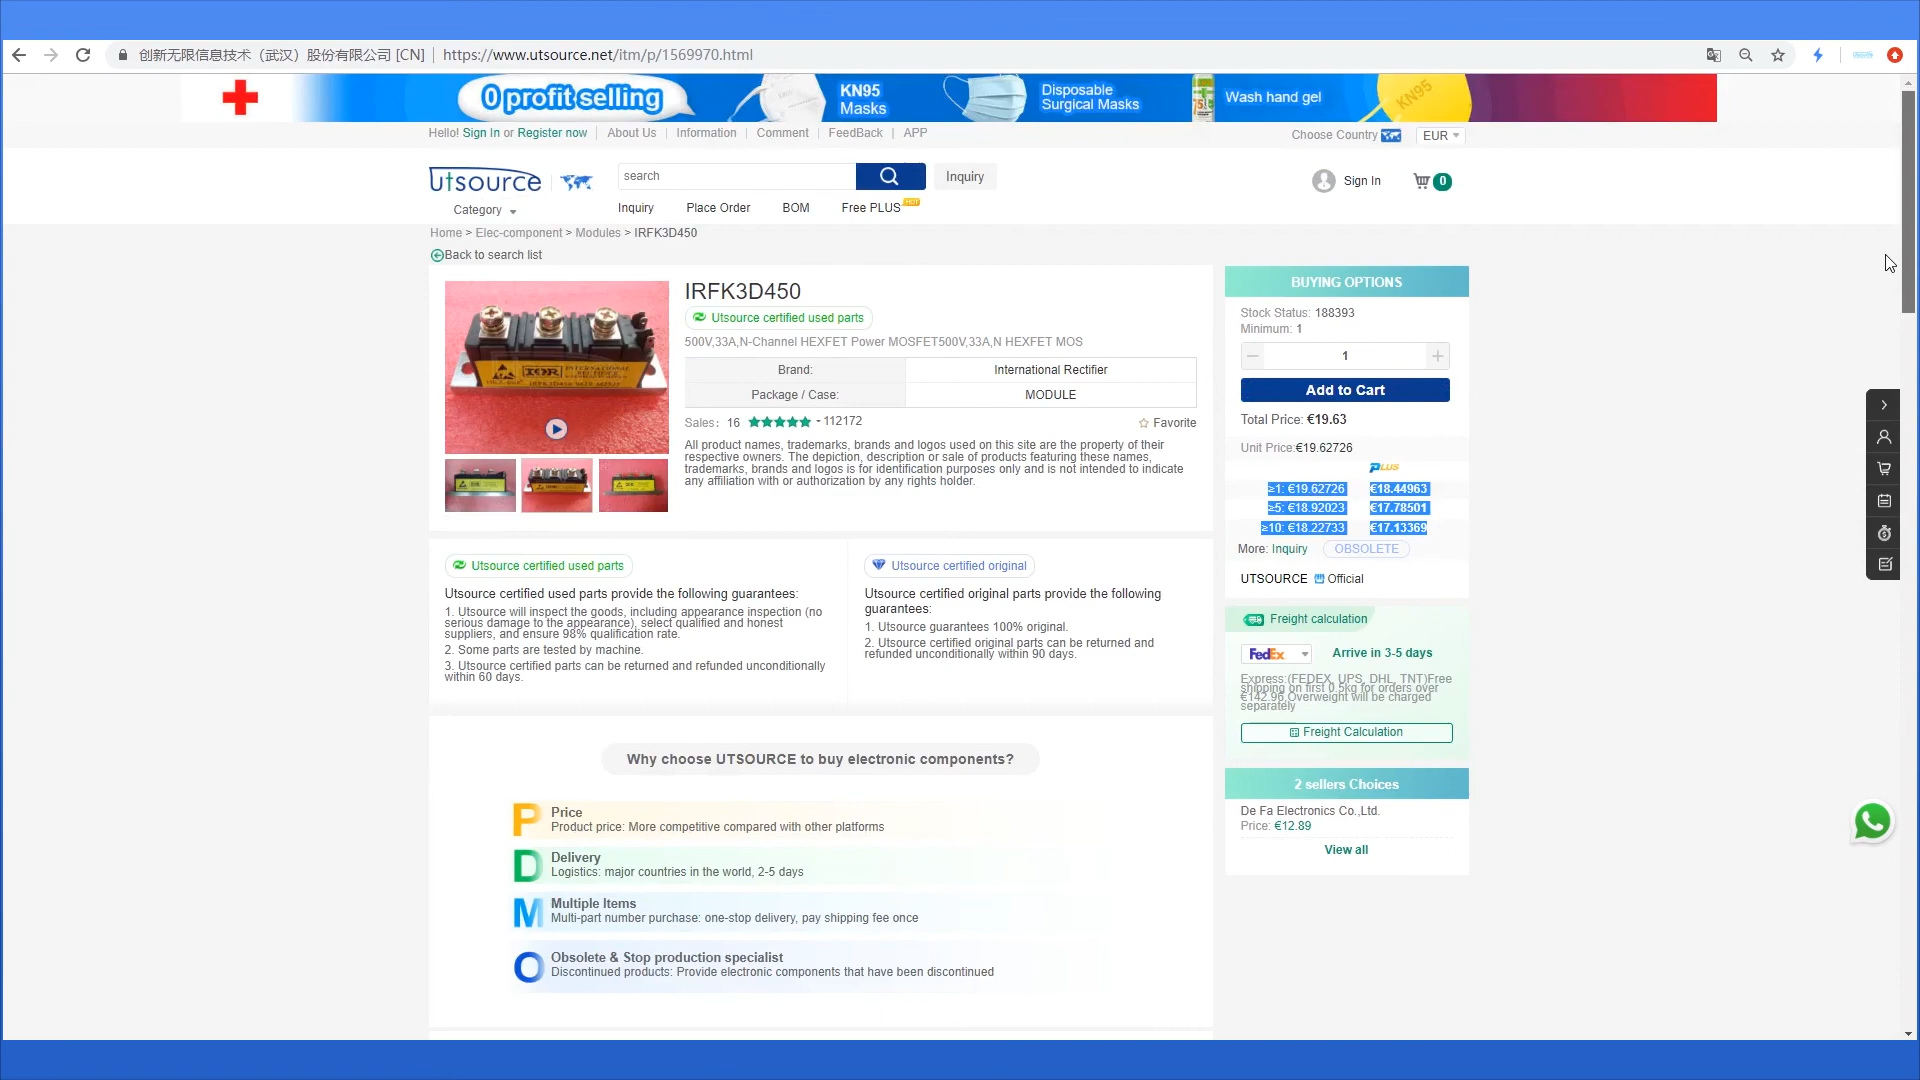 创新无限信息技术（武汉）股份有限公司 [CN] https://www.utsource.net/itm/p/1569970.html
0 profit selling
KN95
Masks
Disposable
Surgical Masks
Wash hand gel
KN95
Hello! Sign In or Register now | About Us | Information | Comment | FeedBack | APP
Choose Country EUR
utsource
search
Inquiry
Sign In
0
Category
Inquiry Place Order BOM Free PLUS HOT
Home > Elec-component > Modules > IRFK3D450
Back to search list
IRFK3D450
Utsource certified used parts
500V,33A,N-Channel HEXFET Power MOSFET500V,33A,N HEXFET MOS
Brand: International Rectifier
Package / Case: MODULE
Sales: 16 112172
Favorite
All product names, trademarks, brands and logos used on this site are the property of their
respective owners. The depiction, description or sale of products featuring these names,
trademarks, brands and logos is for identification purposes only and is not intended to indicate
any affiliation with or authorization by any rights holder.
Utsource certified used parts
Utsource certified used parts provide the following guarantees:
1. Utsource will inspect the goods, including appearance inspection (no
serious damage to the appearance), select qualified and honest
suppliers, and ensure 98% qualification rate.
2. Some parts are tested by machine.
3. Utsource certified parts can be returned and refunded unconditionally
within 60 days.
Utsource certified original
Utsource certified original parts provide the following
guarantees:
1. Utsource guarantees 100% original.
2. Utsource certified original parts can be returned and
refunded unconditionally within 90 days.
Why choose UTSOURCE to buy electronic components?
P Price
Product price: More competitive compared with other platforms
D Delivery
Logistics: major countries in the world, 2-5 days
M Multiple Items
Multi-part number purchase: one-stop delivery, pay shipping fee once
O Obsolete & Stop production specialist
Discontinued products: Provide electronic components that have been discontinued
BUYING OPTIONS
Stock Status: 188393
Minimum: 1
1
Add to Cart
Total Price: €19.63
Unit Price:€19.62726
PLUS
≥1: €19.62726 €18.44963
≥5: €18.92023 €17.78501
≥10: €18.22733 €17.13369
More: Inquiry OBSOLETE
UTSOURCE Official
Freight calculation
FedEx Arrive in 3-5 days
Express:(FEDEX, UPS, DHL, TNT)Free
shipping on first 0.5kg for orders over
€142.96,Overweight will be charged
separately
Freight Calculation
2 sellers Choices
De Fa Electronics Co.,Ltd.
Price: €12.89
View all